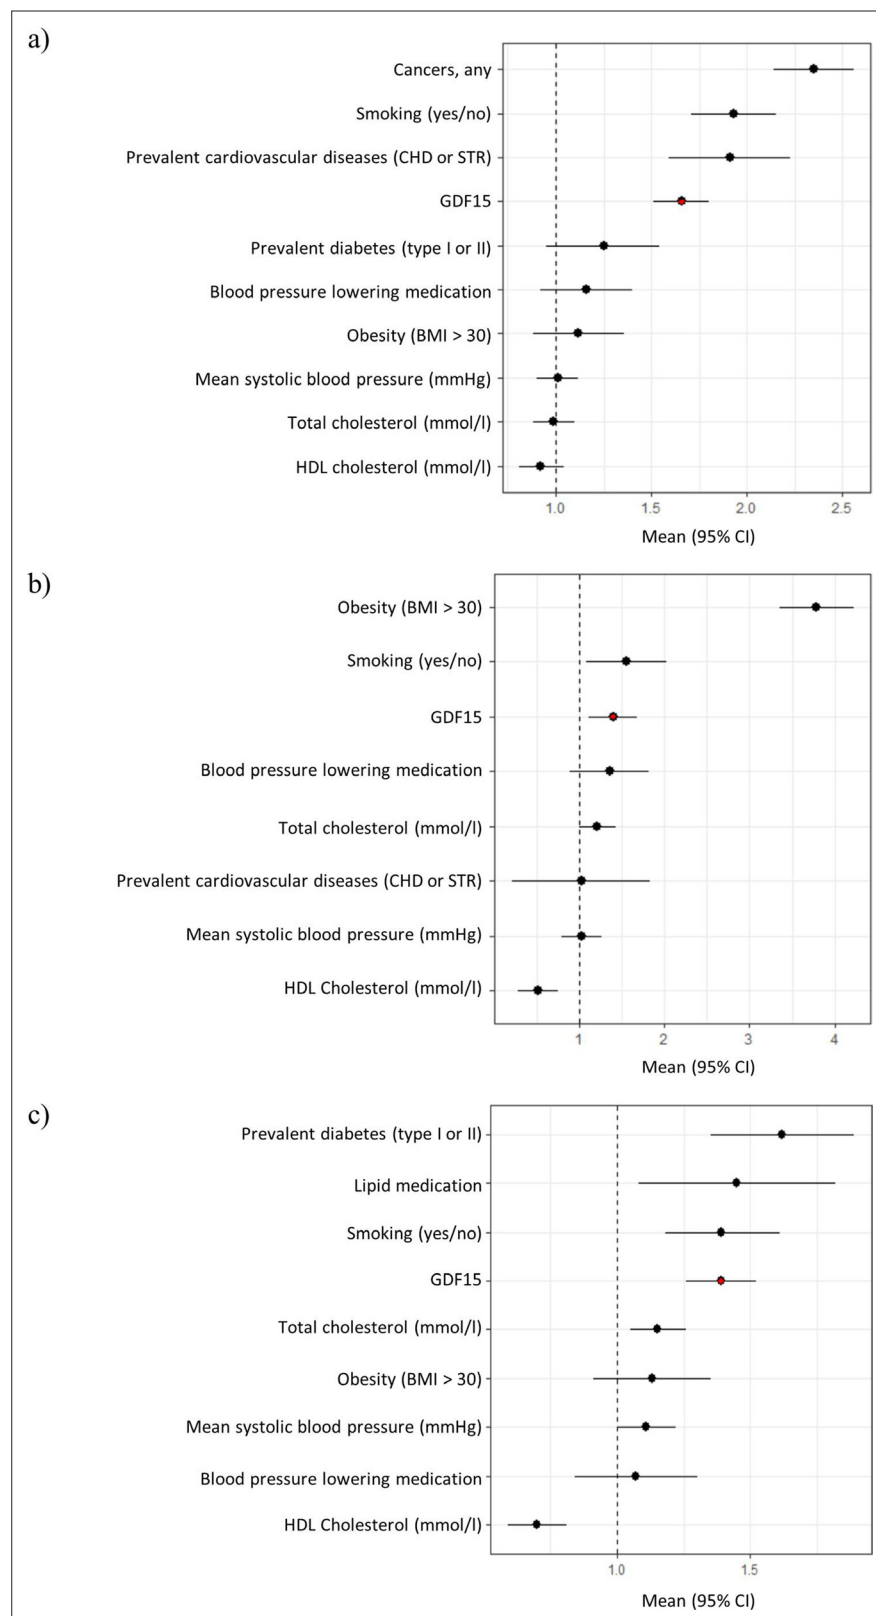 a)
Cancers, any
Smoking (yes/no)
Prevalent cardiovascular diseases (CHD or STR)
GDF15
Prevalent diabetes (type I or II)
Blood pressure lowering medication
Obesity (BMI > 30)
Mean systolic blood pressure (mmHg)
Total cholesterol (mmol/l)
HDL cholesterol (mmol/l)
1.0 1.5 2.0 2.5
Mean (95% CI)
b)
Obesity (BMI > 30)
Smoking (yes/no)
GDF15
Blood pressure lowering medication
Total cholesterol (mmol/l)
Prevalent cardiovascular diseases (CHD or STR)
Mean systolic blood pressure (mmHg)
HDL Cholesterol (mmol/l)
1 2 3 4
Mean (95% CI)
c)
Prevalent diabetes (type I or II)
Lipid medication
Smoking (yes/no)
GDF15
Total cholesterol (mmol/l)
Obesity (BMI > 30)
Mean systolic blood pressure (mmHg)
Blood pressure lowering medication
HDL Cholesterol (mmol/l)
1.0 1.5
Mean (95% CI)